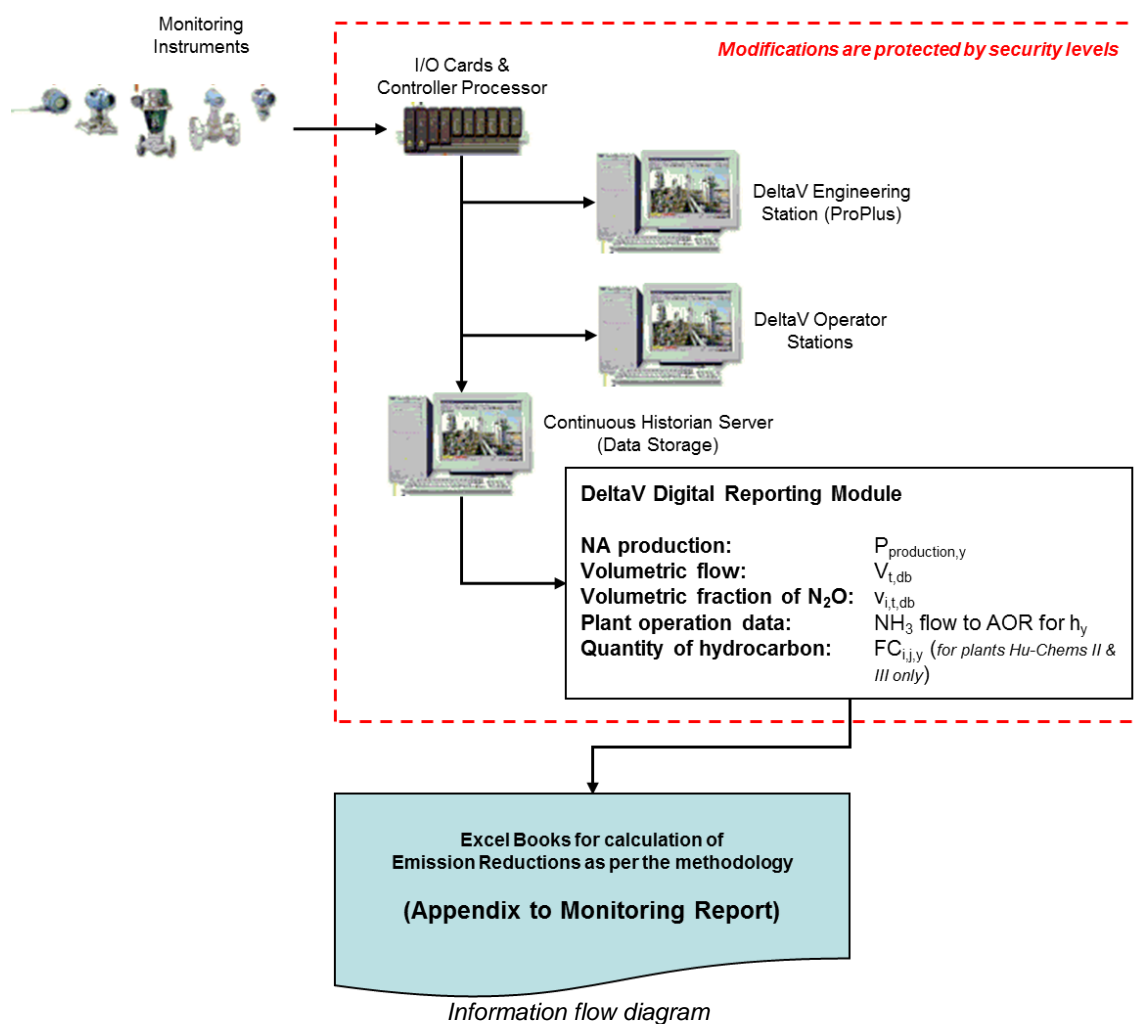 Monitoring
Instruments
Modifications are protected by security levels
I/O Cards &
Controller Processor
DeltaV Engineering
Station (ProPlus)
DeltaV Operator
Stations
Continuous Historian Server
(Data Storage)
DeltaV Digital Reporting Module
NA production: Pproduction,y
Volumetric flow: Vt,db
Volumetric fraction of N2O: vi,t,db
Plant operation data: NH3 flow to AOR for hy
Quantity of hydrocarbon: FCi,j,y (for plants Hu-Chems II &
III only)
Excel Books for calculation of
Emission Reductions as per the methodology
(Appendix to Monitoring Report)
Information flow diagram